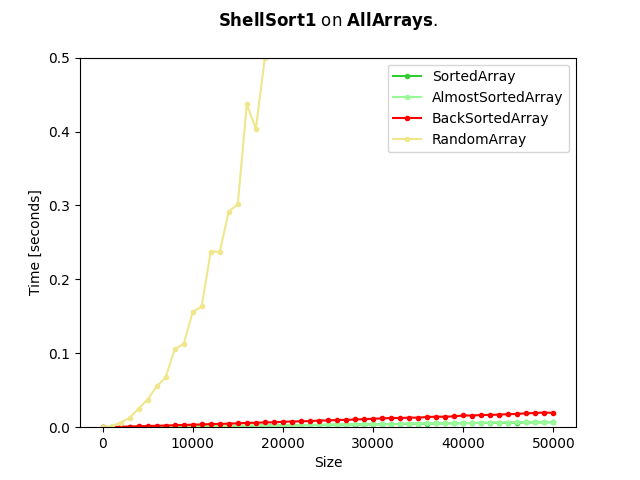 ShellSort1 on AllArrays.
0.5
0.4
0.3
0.2
0.1
0.0
Time [seconds]
SortedArray
AlmostSortedArray
BackSortedArray
RandomArray
0 10000 20000 30000 40000 50000
Size